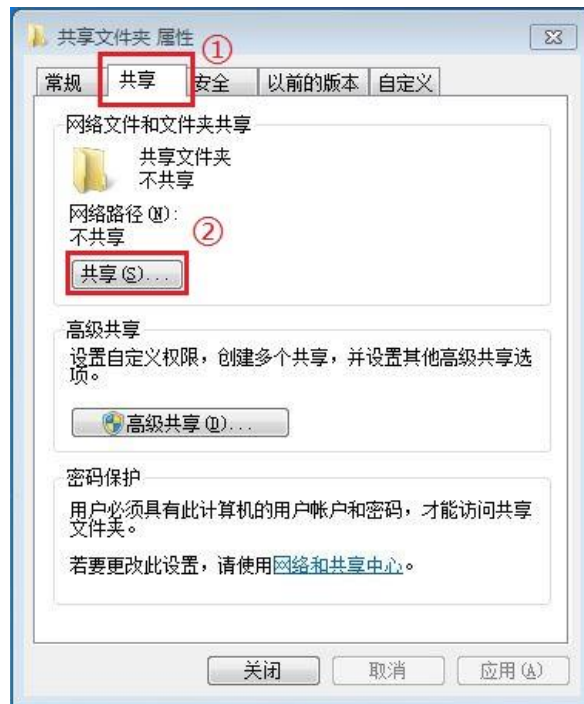 共享文件夹 属性
①
常规 共享 安全 以前的版本 自定义
网络文件和文件夹共享
共享文件夹
不共享
网络路径(N):
不共享
②
共享(S)...
高级共享
设置自定义权限，创建多个共享，并设置其他高级共享选
项。
高级共享(D)...
密码保护
用户必须具有此计算机的用户帐户和密码，才能访问共享
文件夹。
若要更改此设置，请使用网络和共享中心。
关闭 取消 应用(A)